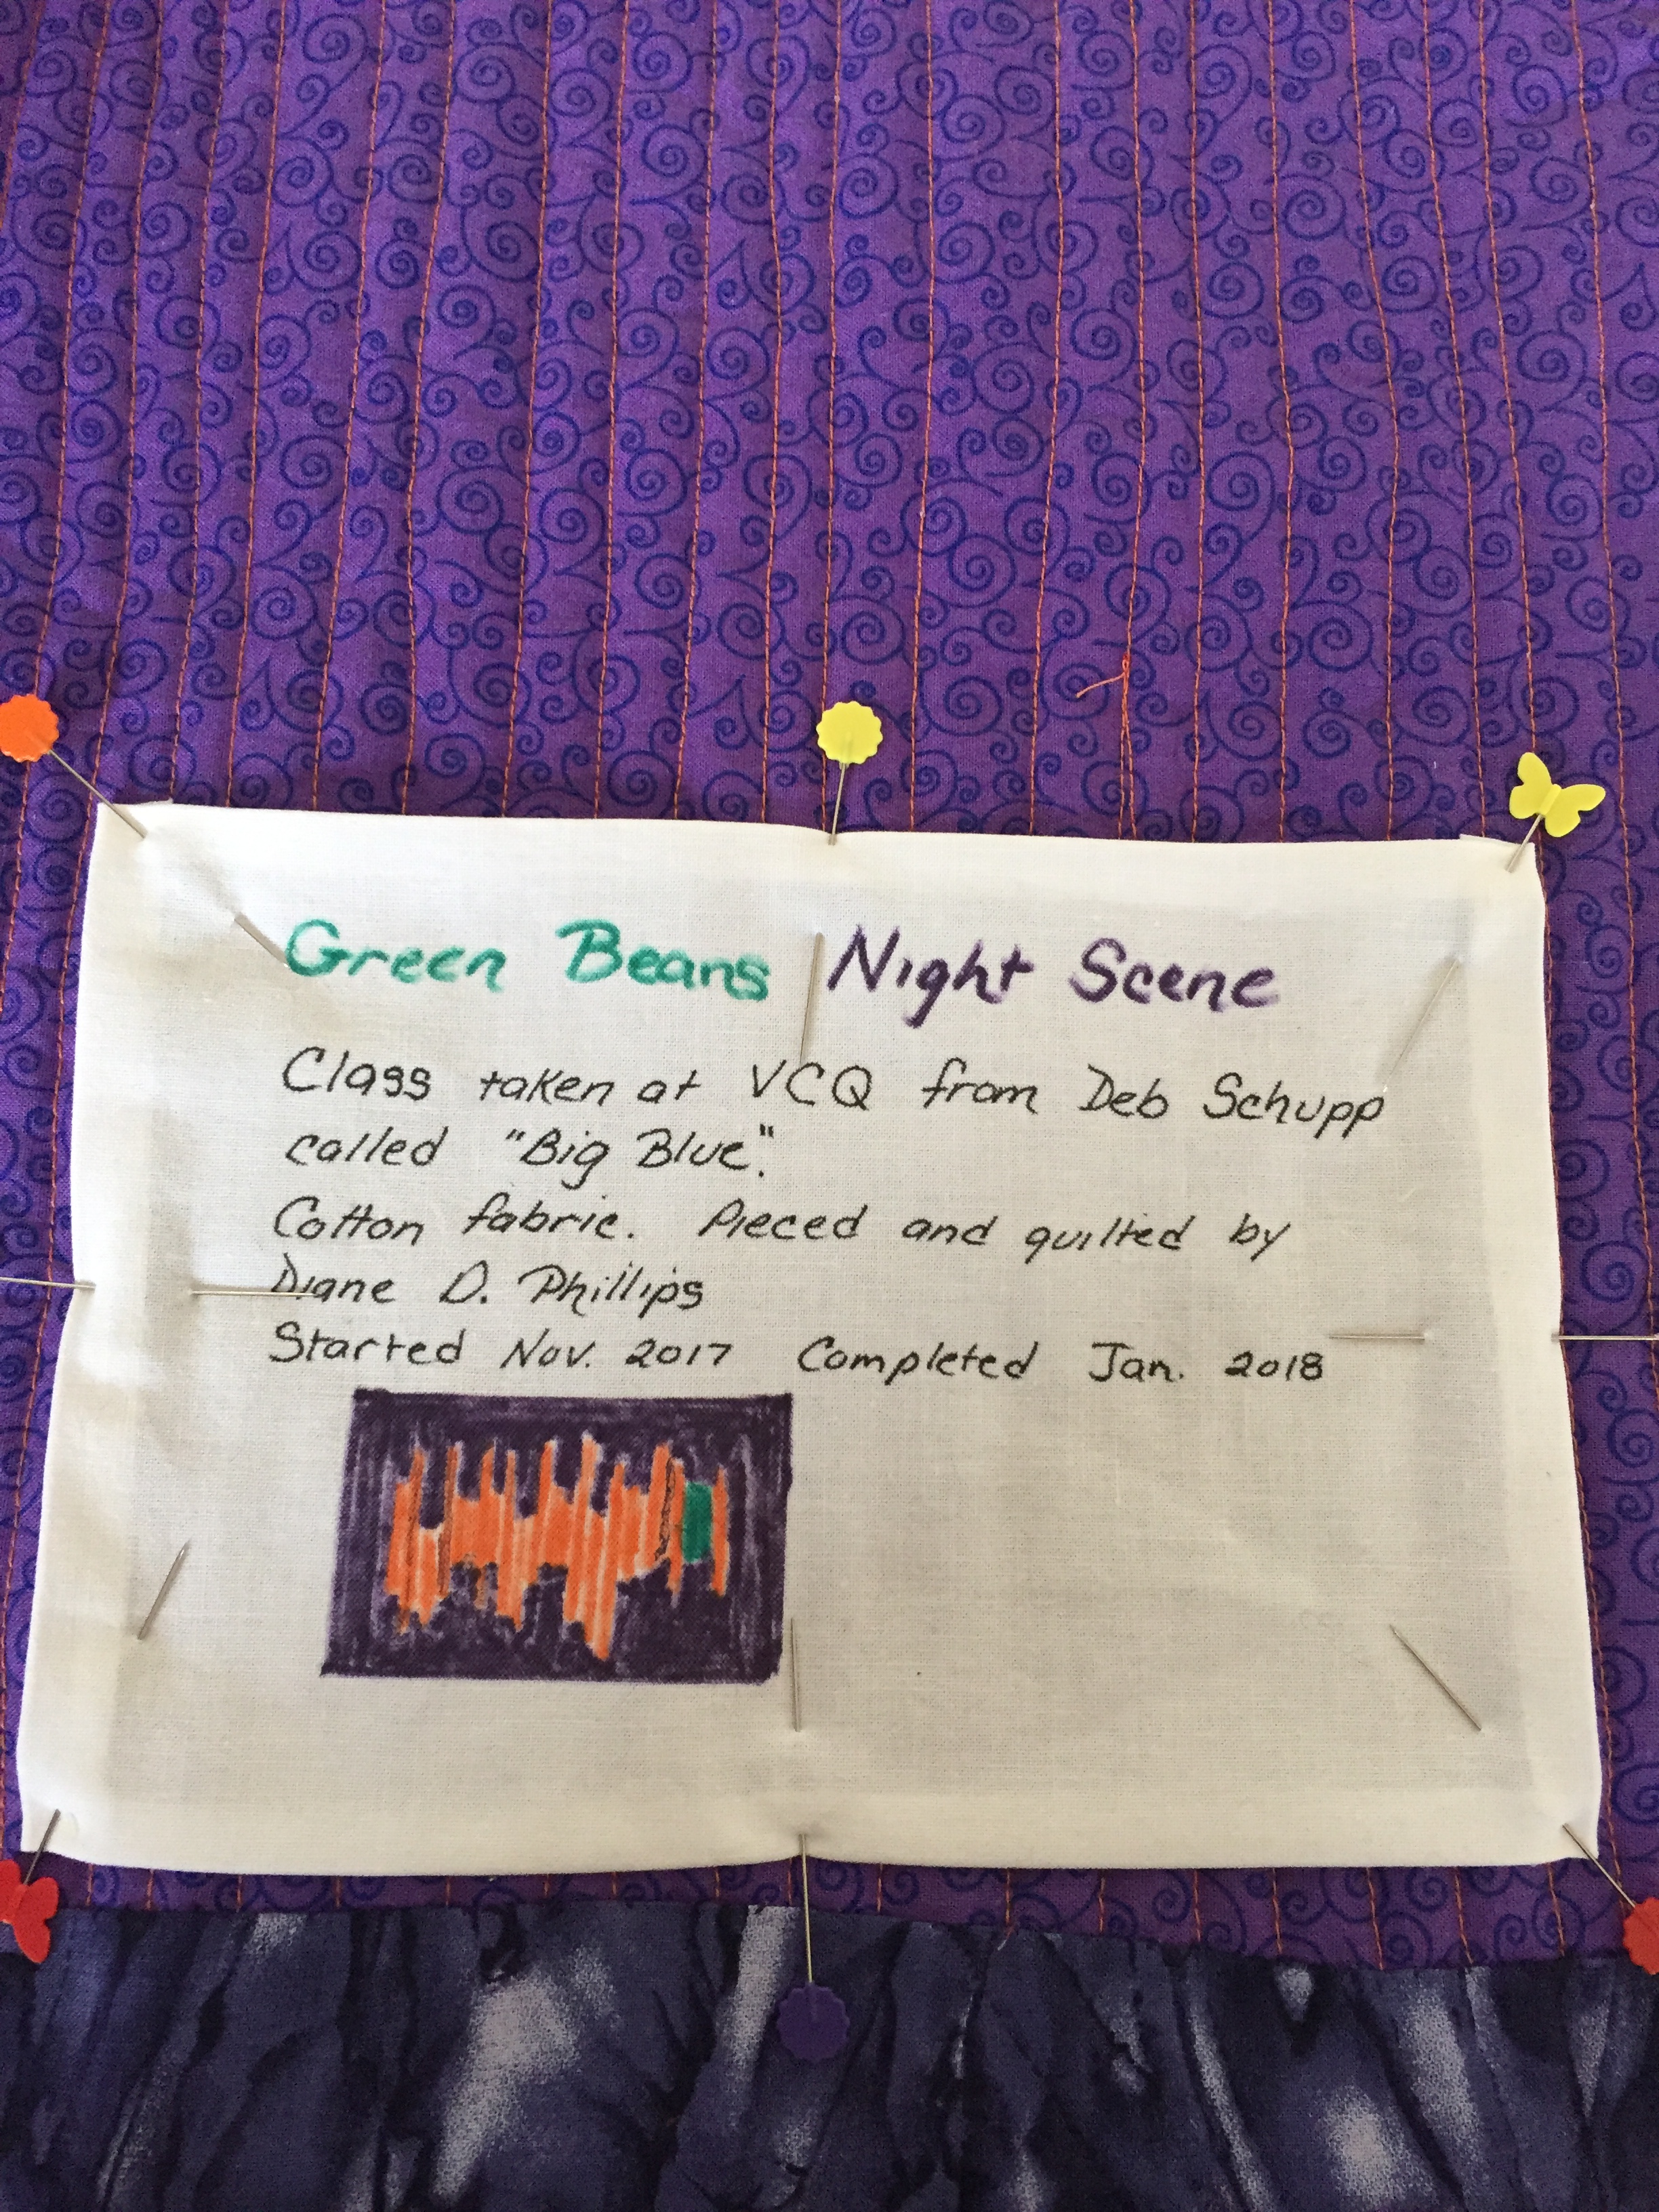 Green Beans Night Scene
Class taken at VCQ from Deb Schupp
called "Big Blue."
Cotton fabric. Pieced and quilted by
Diane D. Phillips
Started Nov. 2017 Completed Jan. 2018